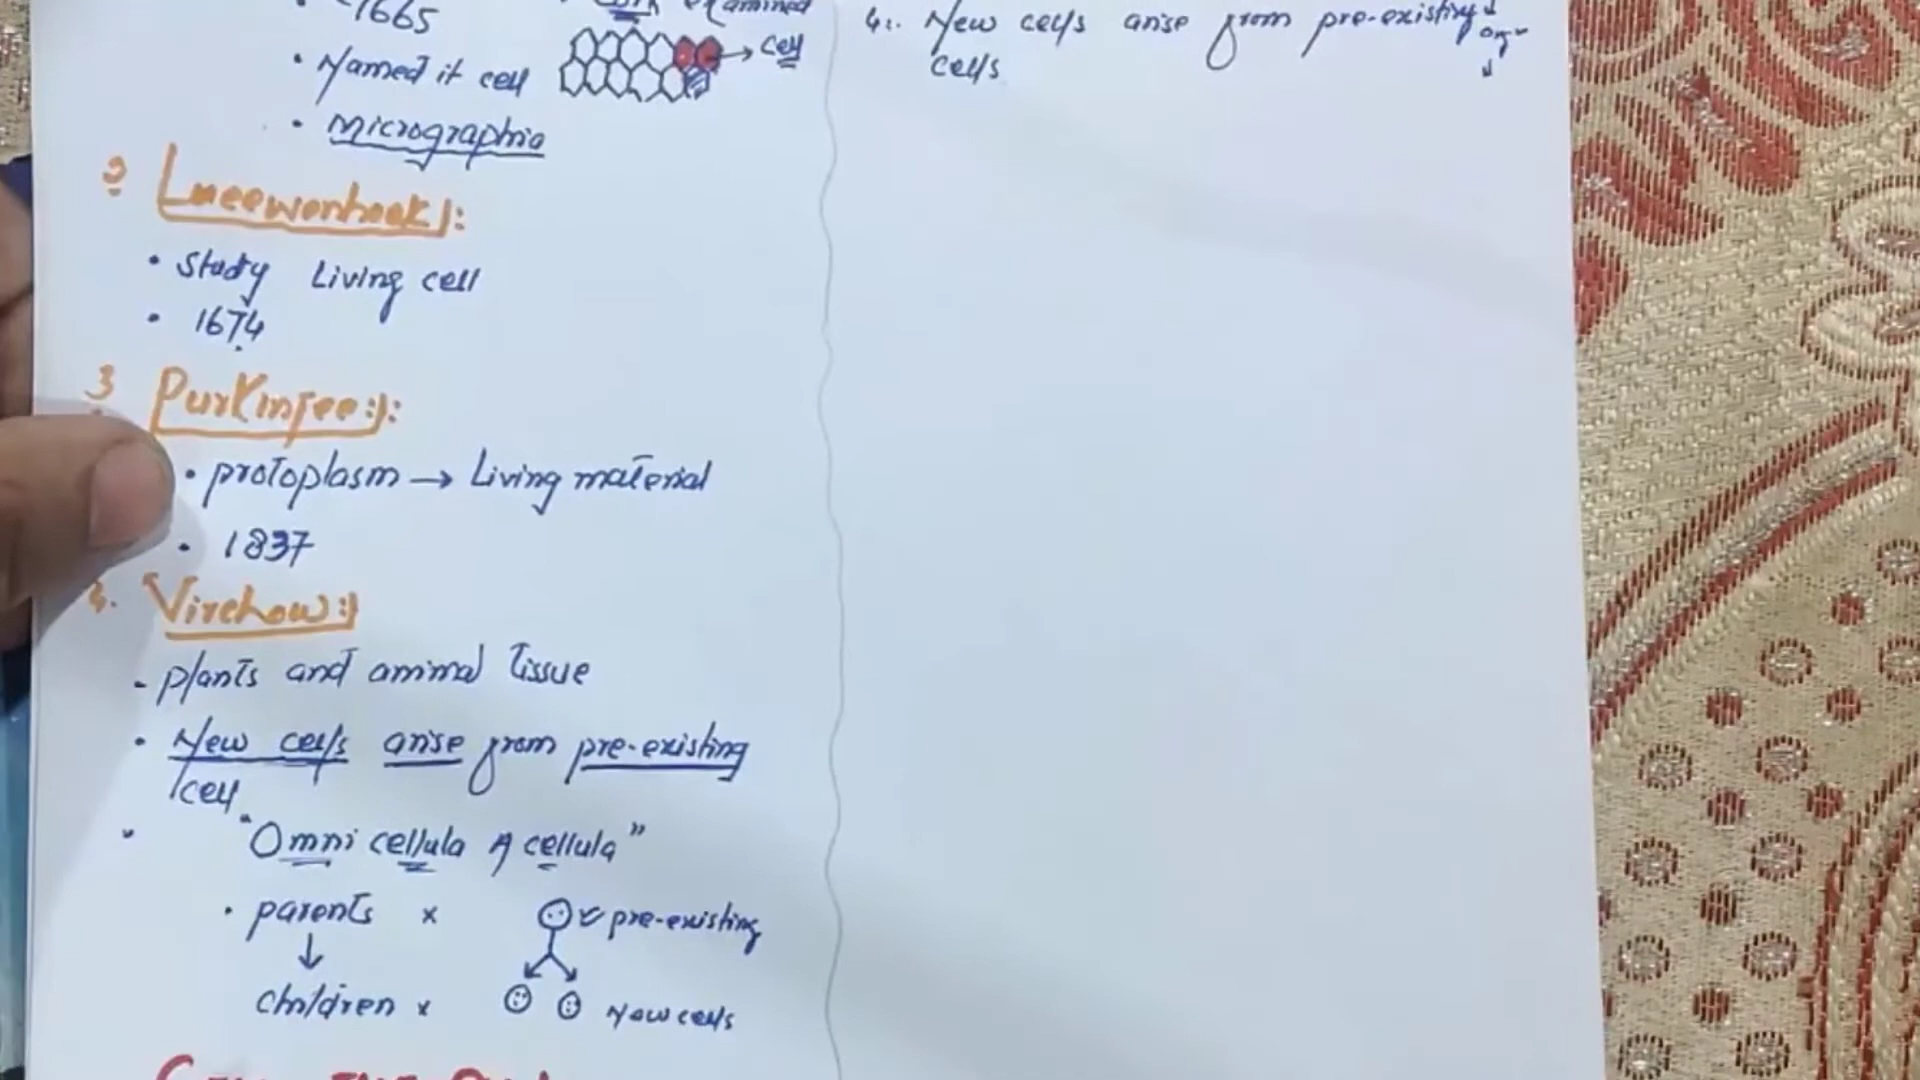 1665
examined
• Named it cell
Cell
• Micrographia
2 Lueewenhoek):
• Study Living cell
• 1674
3 Purkinjee:):
• protoplasm → Living material
• 1837
4. Virchow:)
- plants and animal Tissue
• New cells arise from pre-existing
cell
"Omni cellula A cellula"
• parents x
↓
children x
pre-existing
New cells
4:. New cells arise from pre-existing
cells